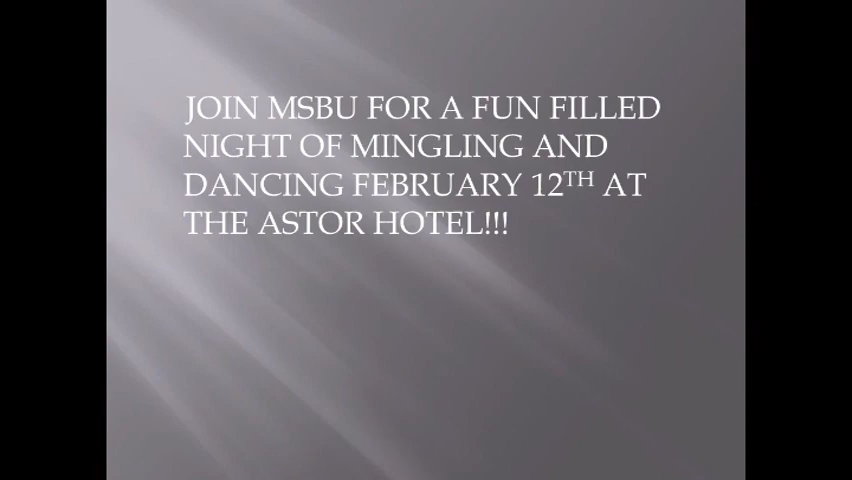 JOIN MSBU FOR A FUN FILLED
NIGHT OF MINGLING AND
DANCING FEBRUARY 12TH AT
THE ASTOR HOTEL!!!